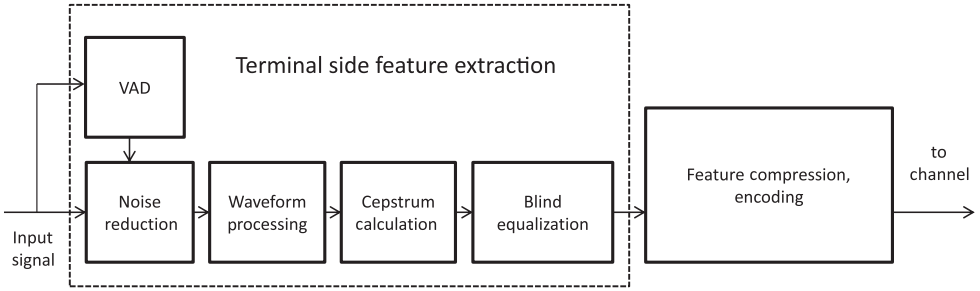 Terminal side feature extraction
VAD
Input
signal
Noise
reduction
Waveform
processing
Cepstrum
calculation
Blind
equalization
Feature compression,
encoding
to
channel